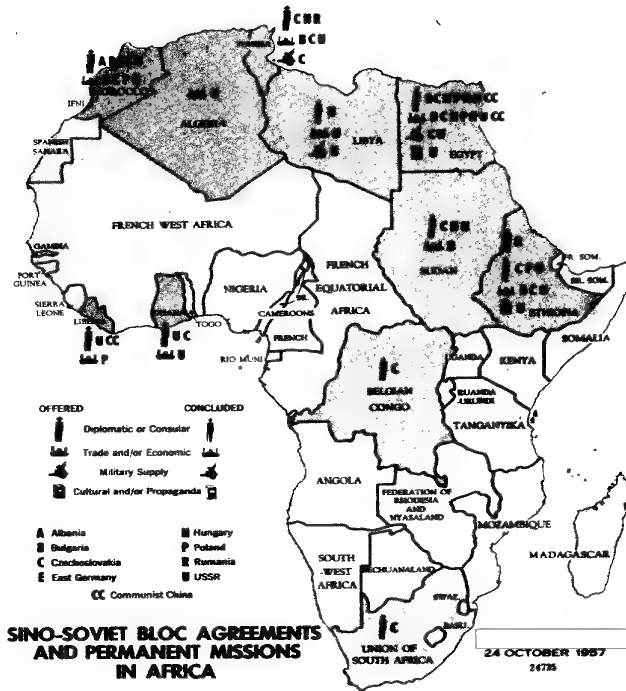 C H R
B C U
C
IFNI
MOROCCO
ALGERIA
LIBYA
EGYPT
SPANISH
SAHARA
FRENCH WEST AFRICA
SUDAN
FR. SOM.
BR. SOM.
ETHIOPIA
SOMALIA
GAMBIA
PORT
GUINEA
SIERRA
LEONE
LIBERIA
U CC
P
U C
U
TOGO
NIGERIA
BR.
CAMEROONS
FRENCH
FRENCH
EQUATORIAL
AFRICA
RIO MUNI
UGANDA
KENYA
C
BELGIAN
CONGO
RUANDA
-URUNDI
TANGANYIKA
OFFERED CONCLUDED
Diplomatic or Consular
Trade and/or Economic
Military Supply
Cultural and/or Propaganda
A Albania
B Bulgaria
C Czechoslovakia
E East Germany
H Hungary
P Poland
R Rumania
U USSR
CC Communist China
ANGOLA
FEDERATION OF
RHODESIA
AND
NYASALAND
MOZAMBIQUE
MADAGASCAR
SOUTH
-WEST
AFRICA
BECHUANALAND
SWAZ.
BASU.
C
UNION OF
SOUTH AFRICA
SINO-SOVIET BLOC AGREEMENTS
AND PERMANENT MISSIONS
IN AFRICA
24 OCTOBER 1957